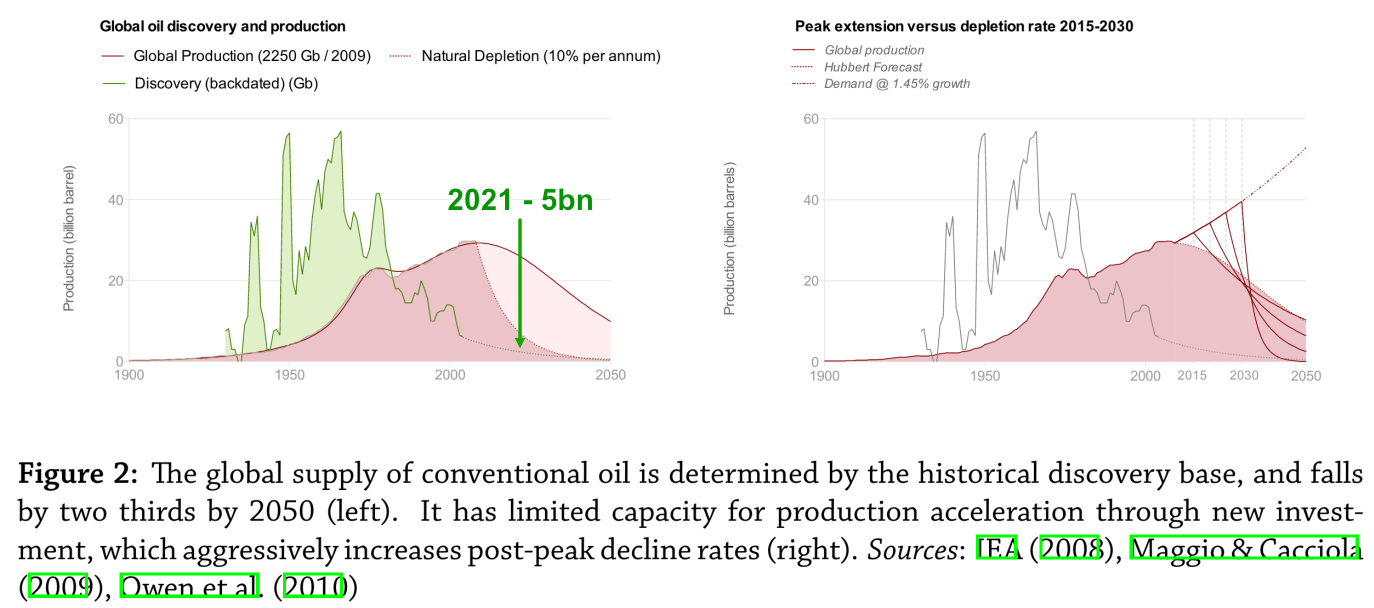 Global oil discovery and production
Global Production (2250 Gb / 2009)
Natural Depletion (10% per annum)
Discovery (backdated) (Gb)
Production (billion barrel)
60
40
20
0
1900
1950
2000
2050
2021 - 5bn
Peak extension versus depletion rate 2015-2030
Global production
Hubbert Forecast
Demand @ 1.45% growth
Production (billion barrels)
60
40
20
0
1900
1950
2000
2015
2030
2050
Figure 2: The global supply of conventional oil is determined by the historical discovery base, and falls
by two thirds by 2050 (left). It has limited capacity for production acceleration through new invest-
ment, which aggressively increases post-peak decline rates (right). Sources: IEA (2008), Maggio & Cacciola
(2009), Owen et al. (2010)